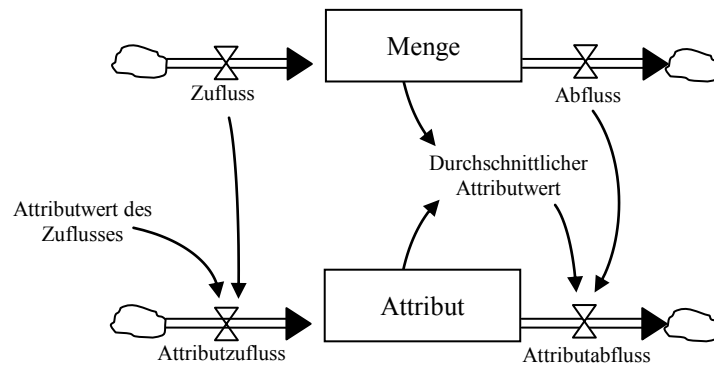 Menge
Zufluss
Abfluss
Durchschnittlicher
Attributwert
Attributwert des
Zuflusses
Attribut
Attributzufluss
Attributabfluss